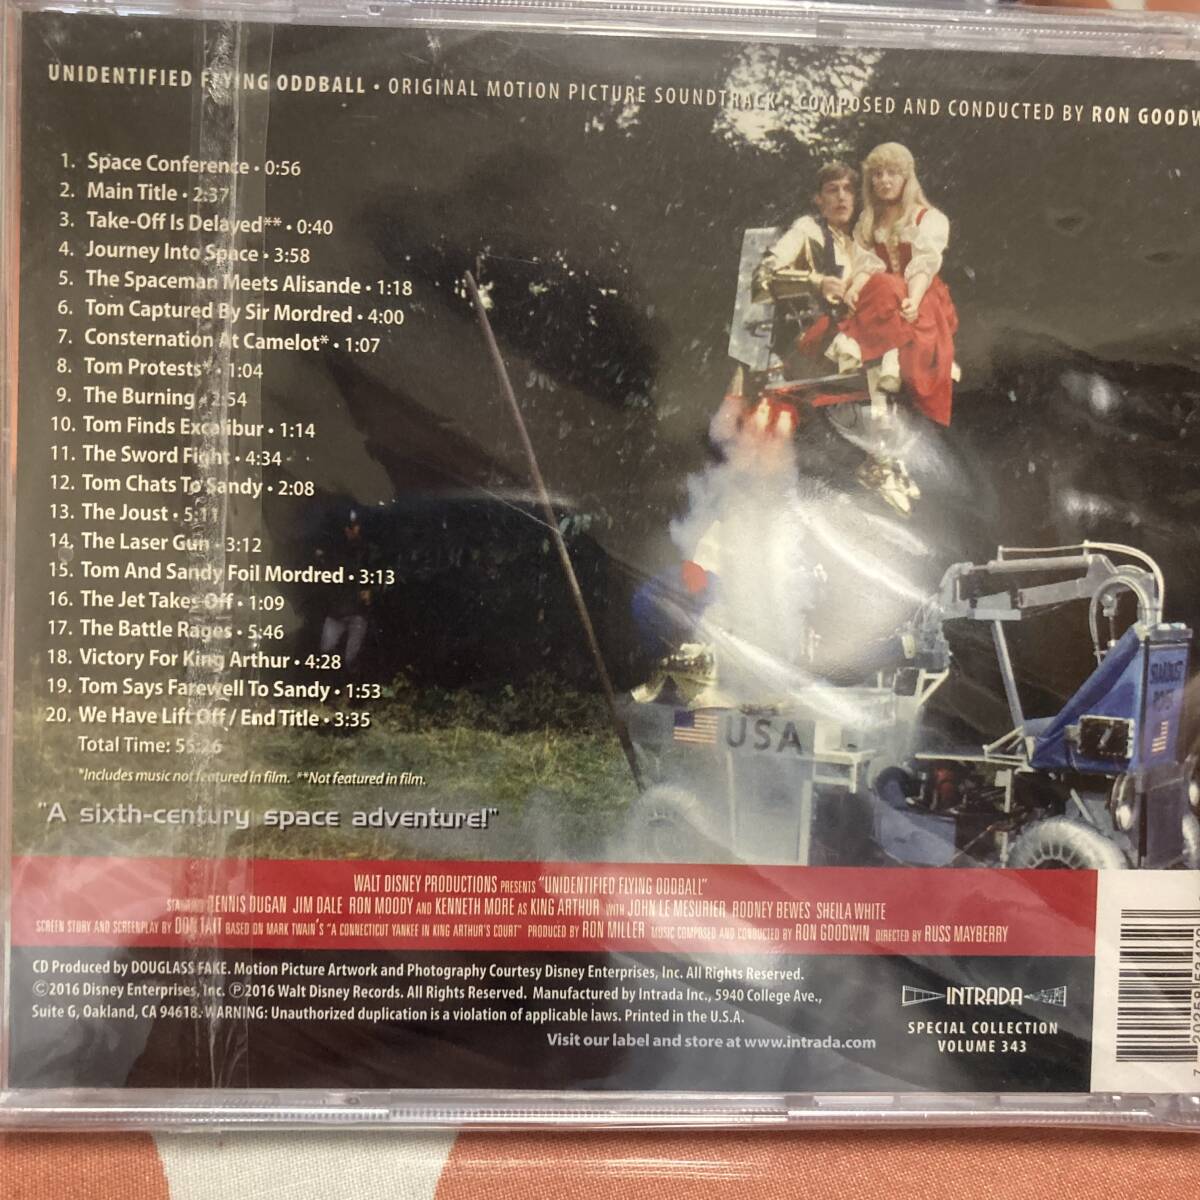 UNIDENTIFIED FLYING ODDBALL • ORIGINAL MOTION PICTURE SOUNDTRACK • COMPOSED AND CONDUCTED BY RON GOODW
1. Space Conference • 0:56
2. Main Title • 2:37
3. Take-Off Is Delayed** • 0:40
4. Journey Into Space • 3:58
5. The Spaceman Meets Alisande • 1:18
6. Tom Captured By Sir Mordred • 4:00
7. Consternation At Camelot* • 1:07
8. Tom Protests* • 1:04
9. The Burning • 2:54
10. Tom Finds Excalibur • 1:14
11. The Sword Fight • 4:34
12. Tom Chats To Sandy • 2:08
13. The Joust • 5:11
14. The Laser Gun • 3:12
15. Tom And Sandy Foil Mordred • 3:13
16. The Jet Takes Off • 1:09
17. The Battle Rages • 5:46
18. Victory For King Arthur • 4:28
19. Tom Says Farewell To Sandy • 1:53
20. We Have Lift Off / End Title • 3:35
Total Time: 55:26
*Includes music not featured in film. **Not featured in film.
"A sixth-century space adventure!"
USA
STARDUST
WALT DISNEY PRODUCTIONS PRESENTS "UNIDENTIFIED FLYING ODDBALL"
STARRING DENNIS DUGAN JIM DALE RON MOODY AND KENNETH MORE AS KING ARTHUR WITH JOHN LE MESURIER RODNEY BEWES SHEILA WHITE
SCREEN STORY AND SCREENPLAY BY DON TAIT BASED ON MARK TWAIN'S "A CONNECTICUT YANKEE IN KING ARTHUR'S COURT" PRODUCED BY RON MILLER MUSIC COMPOSED AND CONDUCTED BY RON GOODWIN DIRECTED BY RUSS MAYBERRY
CD Produced by DOUGLASS FAKE. Motion Picture Artwork and Photography Courtesy Disney Enterprises, Inc. All Rights Reserved.
©2016 Disney Enterprises, Inc. ℗2016 Walt Disney Records. All Rights Reserved. Manufactured by Intrada Inc., 5940 College Ave.,
Suite G, Oakland, CA 94618. WARNING: Unauthorized duplication is a violation of applicable laws. Printed in the U.S.A.
Visit our label and store at www.intrada.com
INTRADA
SPECIAL COLLECTION
VOLUME 343